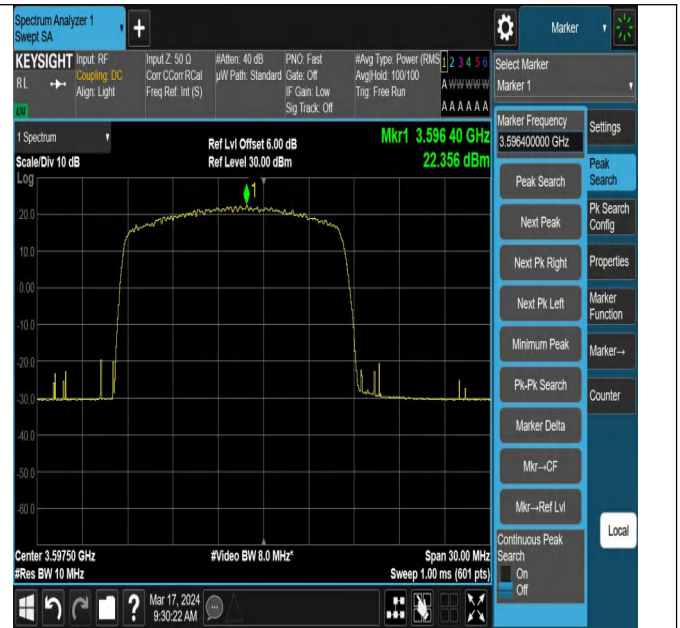 Spectrum Analyzer 1
Swept SA
+
Marker
KEYSIGHT
RL
Input: RF
Coupling: DC
Align: Light
Input Z: 50 Ω
Corr CCorr RCal
Freq Ref: Int (S)
#Atten: 40 dB
µW Path: Standard
PNO: Fast
Gate: Off
IF Gain: Low
Sig Track: Off
#Avg Type: Power (RMS
Avg|Hold: 100/100
Trig: Free Run
1 2 3 4 5 6
A W W W W W
A A A A A A
LXI
Select Marker
Marker 1
1 Spectrum
Scale/Div 10 dB
Log
Ref Lvl Offset 6.00 dB
Ref Level 30.00 dBm
Mkr1 3.596 40 GHz
22.356 dBm
1
20.0
10.0
0.00
-10.0
-20.0
-30.0
-40.0
-50.0
-60.0
Center 3.59750 GHz
#Res BW 10 MHz
#Video BW 8.0 MHz*
Span 30.00 MHz
Sweep 1.00 ms (601 pts)
Marker Frequency
3.596400000 GHz
Peak Search
Next Peak
Next Pk Right
Next Pk Left
Minimum Peak
Pk-Pk Search
Marker Delta
Mkr→CF
Mkr→Ref Lvl
Continuous Peak
Search
On
Off
Settings
Peak
Search
Pk Search
Config
Properties
Marker
Function
Marker→
Counter
Local
?
Mar 17, 2024
9:30:22 AM